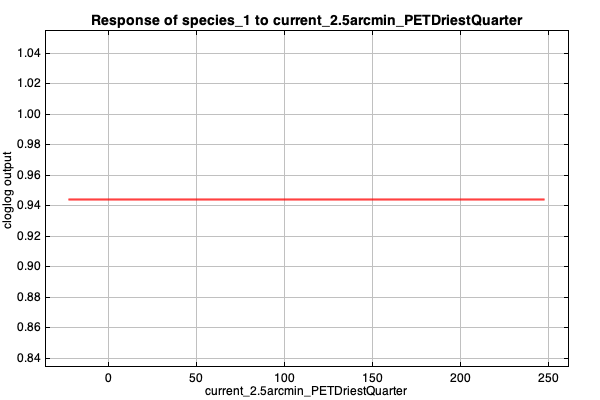 Response of species_1 to current_2.5arcmin_PETDriestQuarter
1.04
1.02
1.00
0.98
0.96
0.94
0.92
0.90
0.88
0.86
0.84
cloglog output
0 50 100 150 200 250
current_2.5arcmin_PETDriestQuarter